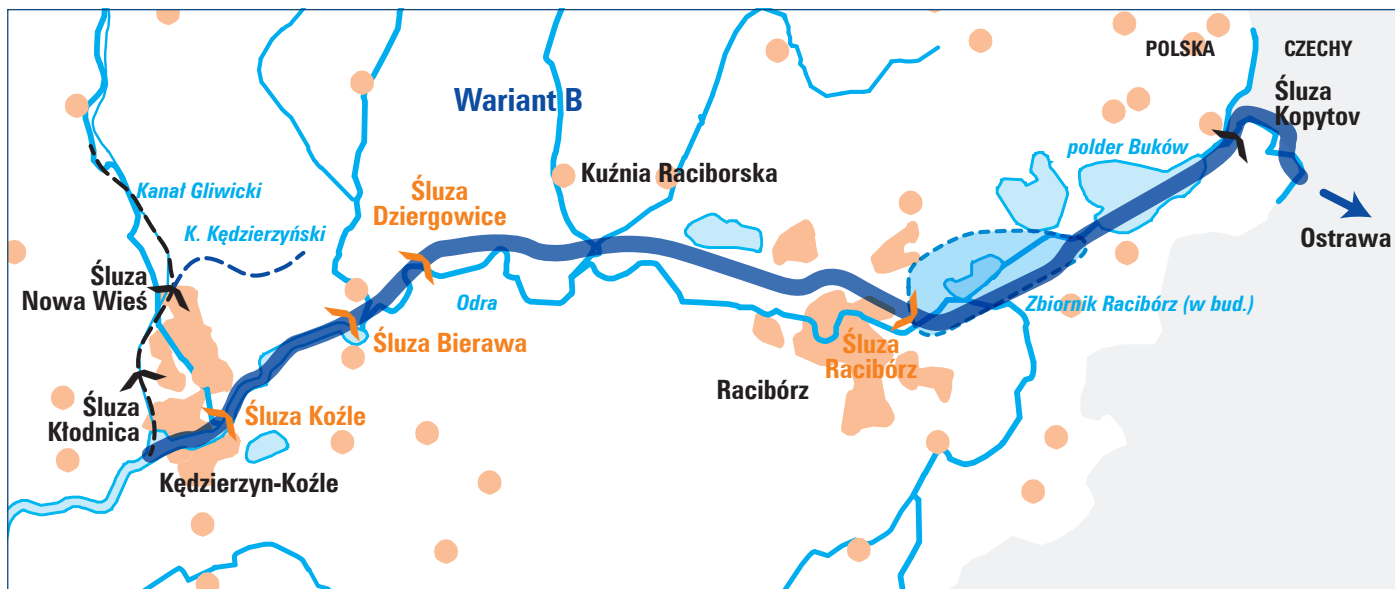 POLSKA
CZECHY
Wariant B
Śluza
Kopytov
polder Buków
Kuźnia Raciborska
Kanał Gliwicki
Śluza
Dziergowice
K. Kędzierzyński
Ostrawa
Śluza
Nowa Wieś
Odra
Zbiornik Racibórz (w bud.)
Śluza Bierawa
Śluza
Racibórz
Racibórz
Śluza
Kłodnica
Śluza Koźle
Kędzierzyn-Koźle